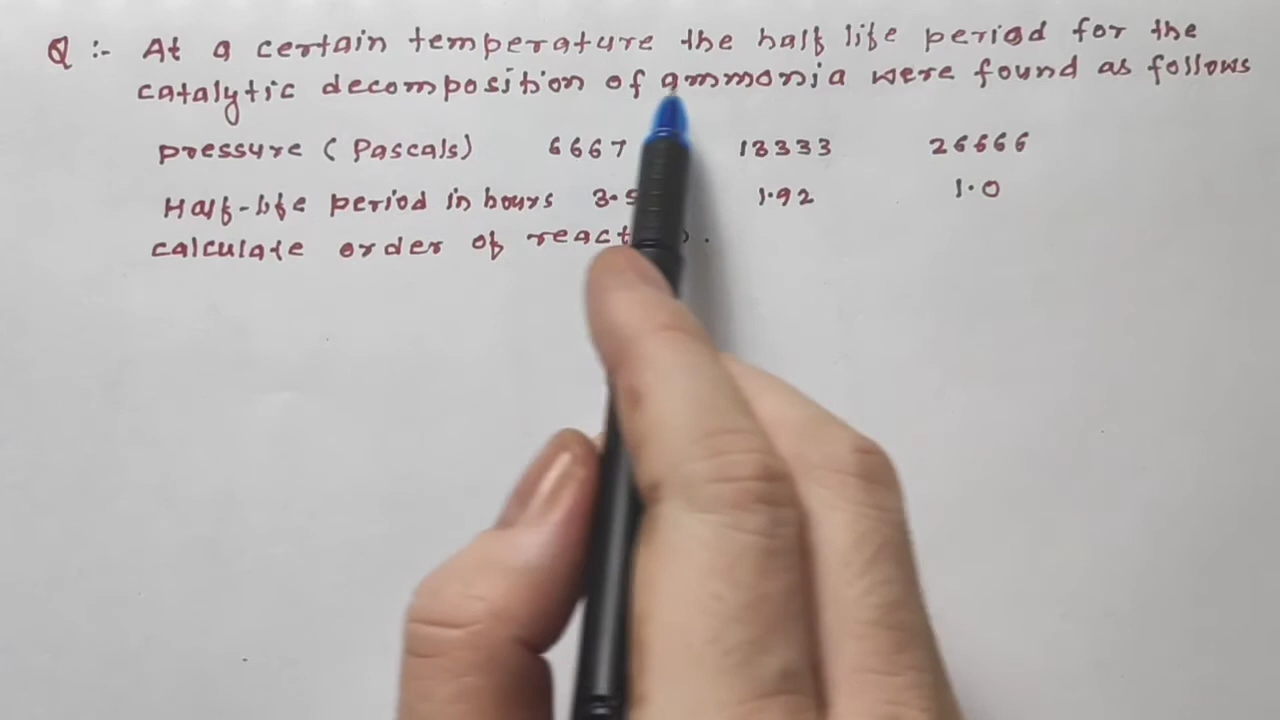 Q :- At a certain temperature the half life period for the
catalytic decomposition of ammonia were found as follows
pressure (Pascals) 6667 13333 26666
Half-life period in hours 1.92 1.0
calculate order of